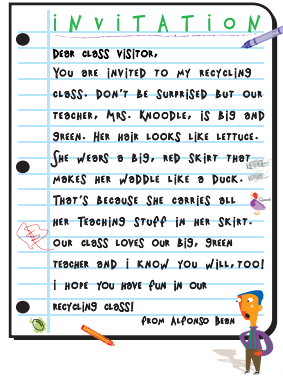 INVITATION
DEAR CLASS VISITOR,
YOU ARE INVITED TO MY RECYCLING
CLASS. DON'T BE SURPRISED BUT OUR
TEACHER, MRS. KNOODLE, IS BIG AND
GREEN. HER HAIR LOOKS LIKE LETTUCE.
SHE WEARS A BIG, RED SKIRT THAT
MAKES HER WADDLE LIKE A DUCK.
THAT'S BECAUSE SHE CARRIES ALL
HER TEACHING STUFF IN HER SKIRT.
OUR CLASS LOVES OUR BIG, GREEN
TEACHER AND I KNOW YOU WILL, TOO!
I HOPE YOU HAVE FUN IN OUR
RECYCLING CLASS!
FROM ALFONSO BEAN